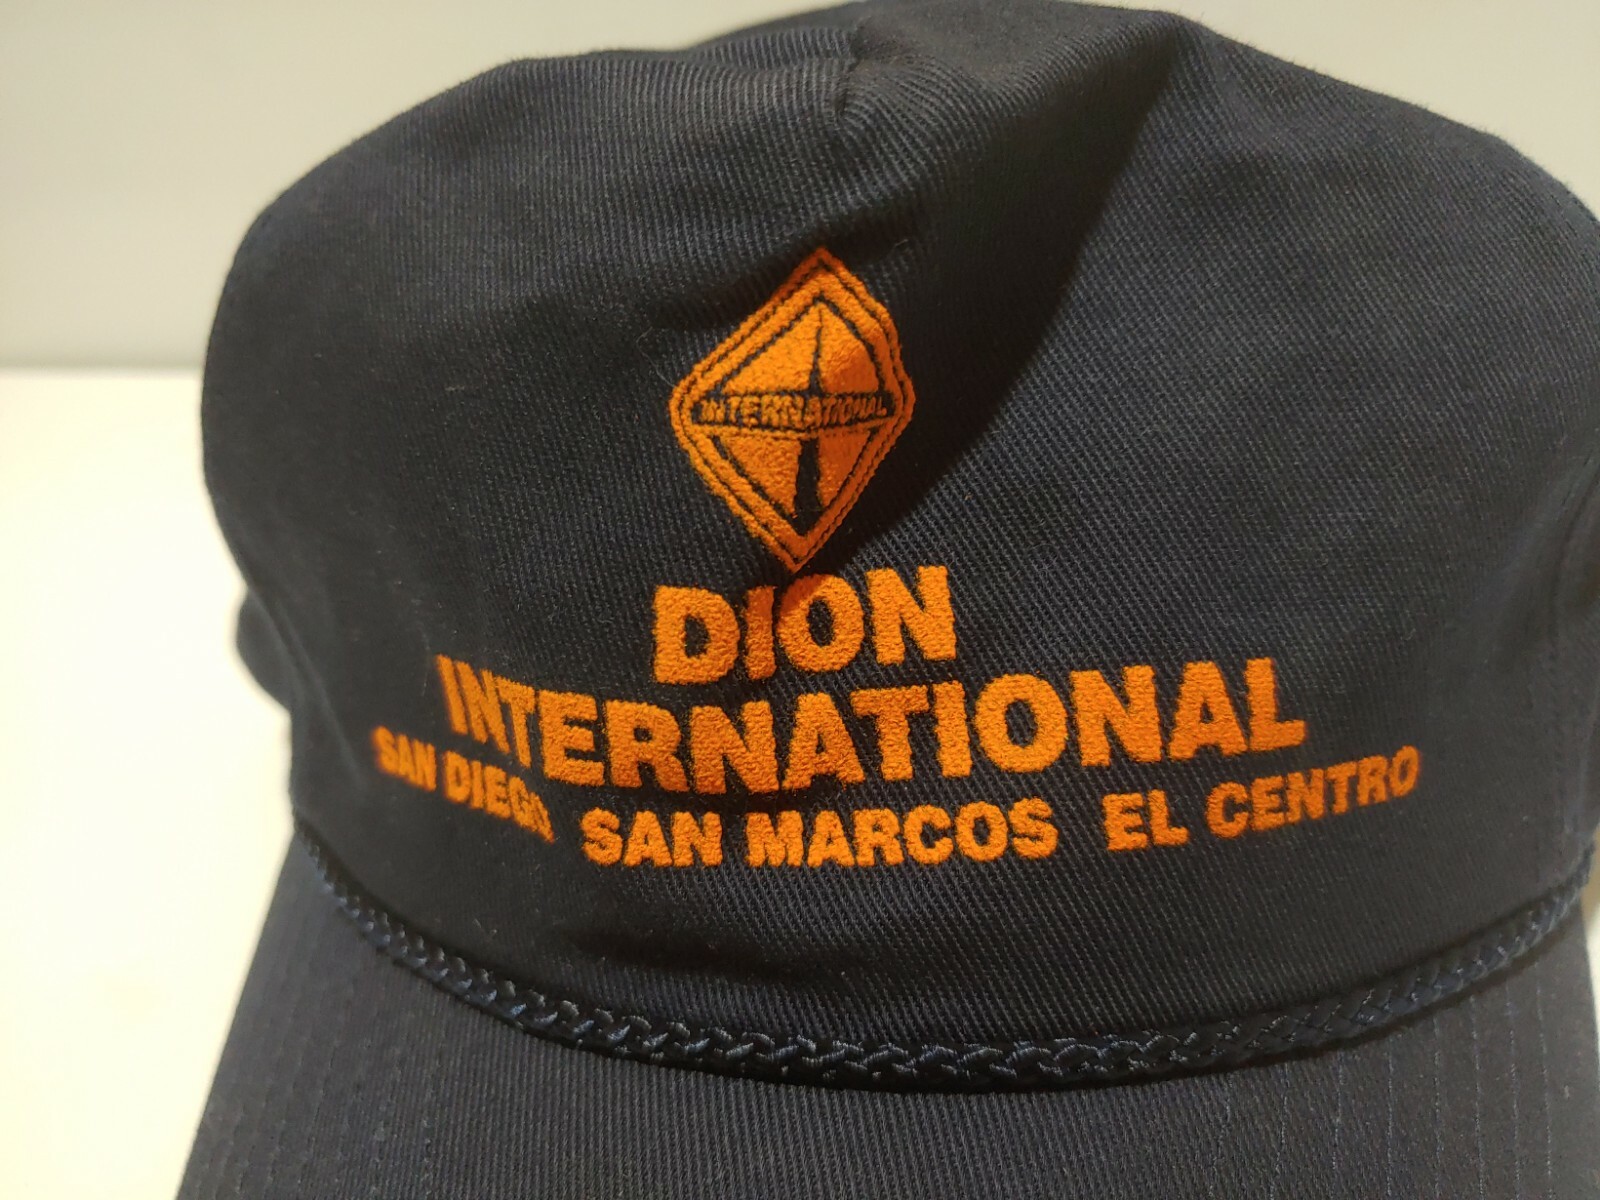 INTERNATIONAL
DION
INTERNATIONAL
SAN DIEGO SAN MARCOS EL CENTRO